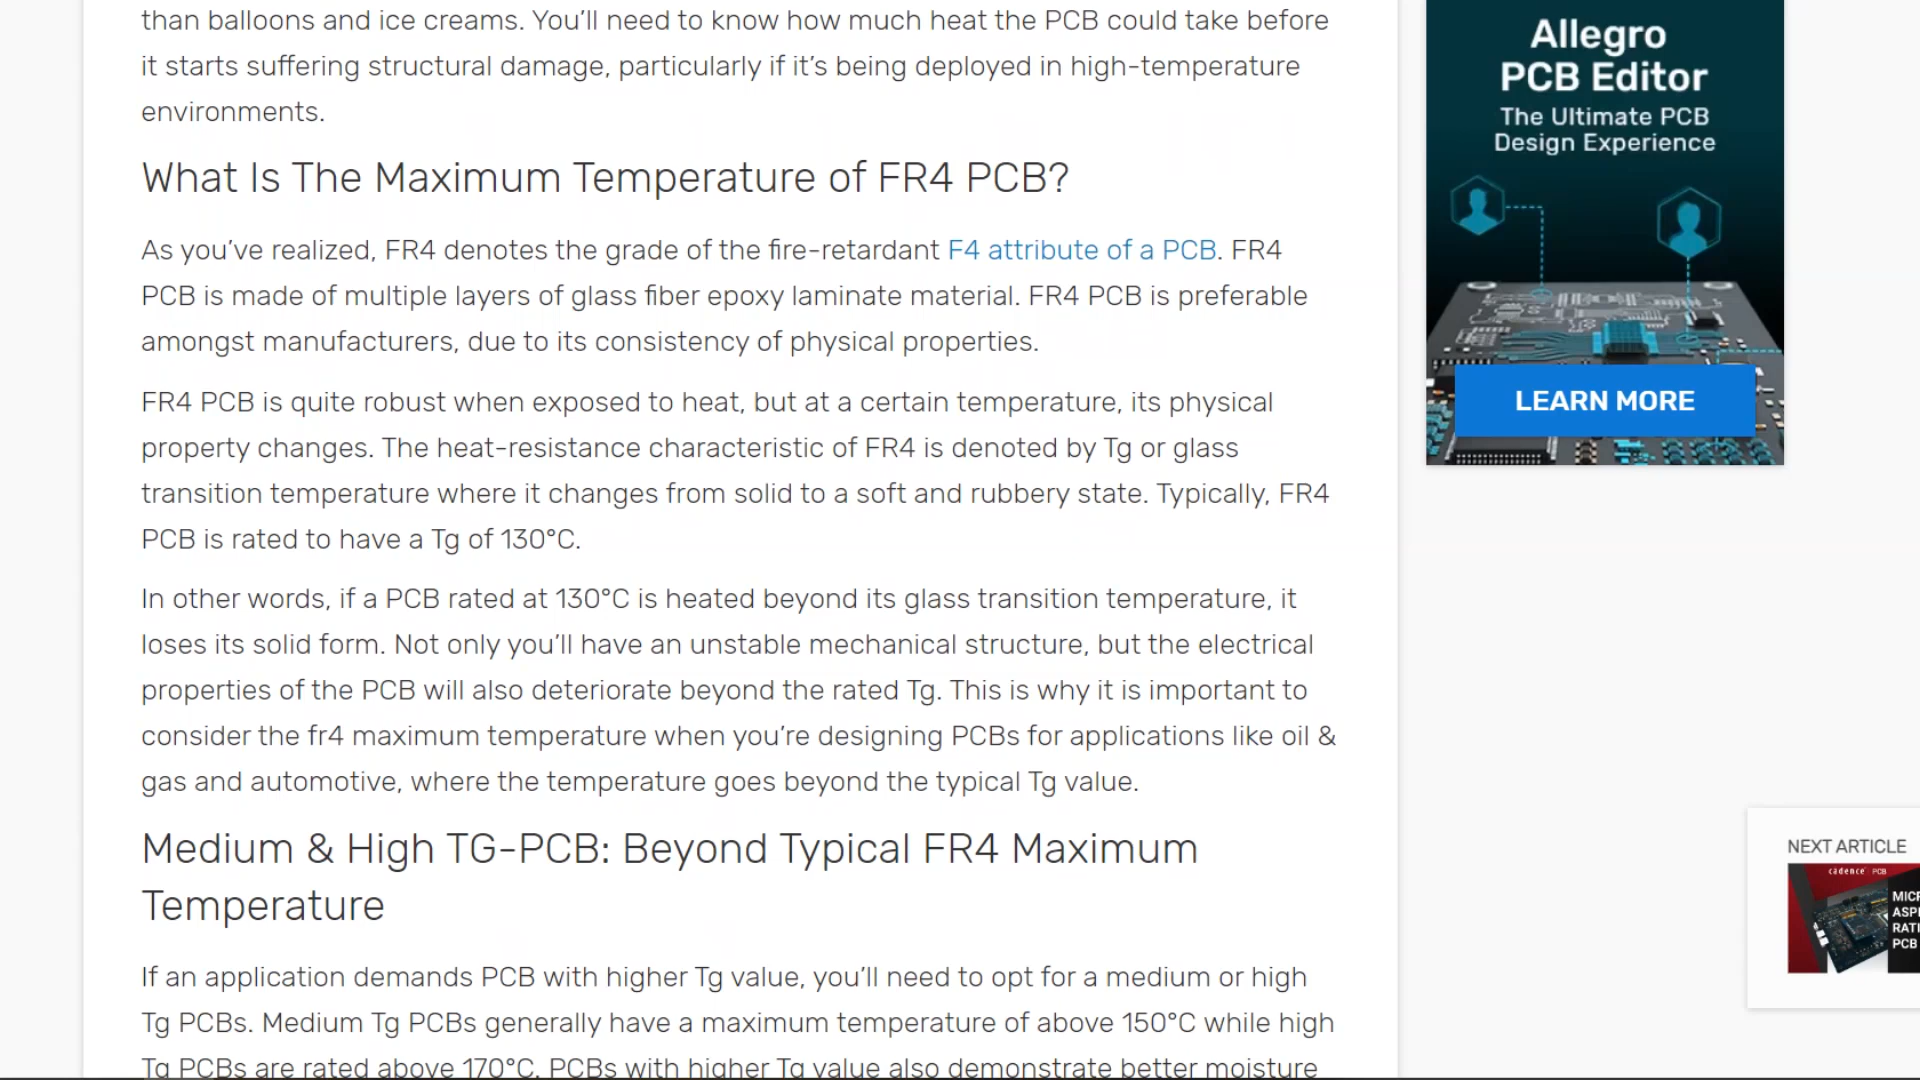 than balloons and ice creams. You'll need to know how much heat the PCB could take before
it starts suffering structural damage, particularly if it's being deployed in high-temperature
environments.
What Is The Maximum Temperature of FR4 PCB?
As you've realized, FR4 denotes the grade of the fire-retardant F4 attribute of a PCB. FR4
PCB is made of multiple layers of glass fiber epoxy laminate material. FR4 PCB is preferable
amongst manufacturers, due to its consistency of physical properties.
FR4 PCB is quite robust when exposed to heat, but at a certain temperature, its physical
property changes. The heat-resistance characteristic of FR4 is denoted by Tg or glass
transition temperature where it changes from solid to a soft and rubbery state. Typically, FR4
PCB is rated to have a Tg of 130°C.
In other words, if a PCB rated at 130°C is heated beyond its glass transition temperature, it
loses its solid form. Not only you'll have an unstable mechanical structure, but the electrical
properties of the PCB will also deteriorate beyond the rated Tg. This is why it is important to
consider the fr4 maximum temperature when you're designing PCBs for applications like oil &
gas and automotive, where the temperature goes beyond the typical Tg value.
Medium & High TG-PCB: Beyond Typical FR4 Maximum
Temperature
If an application demands PCB with higher Tg value, you'll need to opt for a medium or high
Tg PCBs. Medium Tg PCBs generally have a maximum temperature of above 150°C while high
Tg PCBs are rated above 170°C. PCBs with higher Tg value also demonstrate better moisture
Allegro
PCB Editor
The Ultimate PCB
Design Experience
LEARN MORE
NEXT ARTICLE
cadence PCB
MICR
ASPE
RATI
PCB